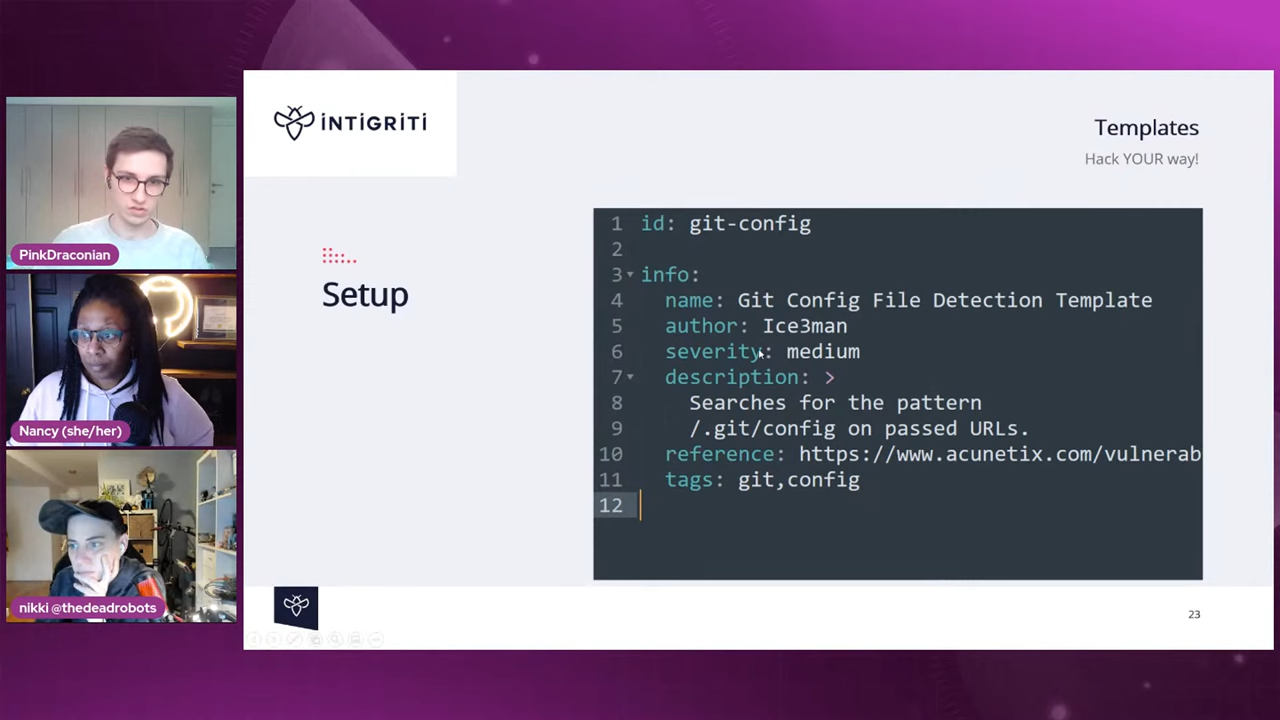 INTIGRITI
Templates
Hack YOUR way!
PinkDraconian
Nancy (she/her)
nikki @thedeadrobots
Setup
1 id: git-config
2
3 info:
4 name: Git Config File Detection Template
5 author: Ice3man
6 severity: medium
7 description: >
8 Searches for the pattern
9 /.git/config on passed URLs.
10 reference: https://www.acunetix.com/vulnerab
11 tags: git,config
12
23